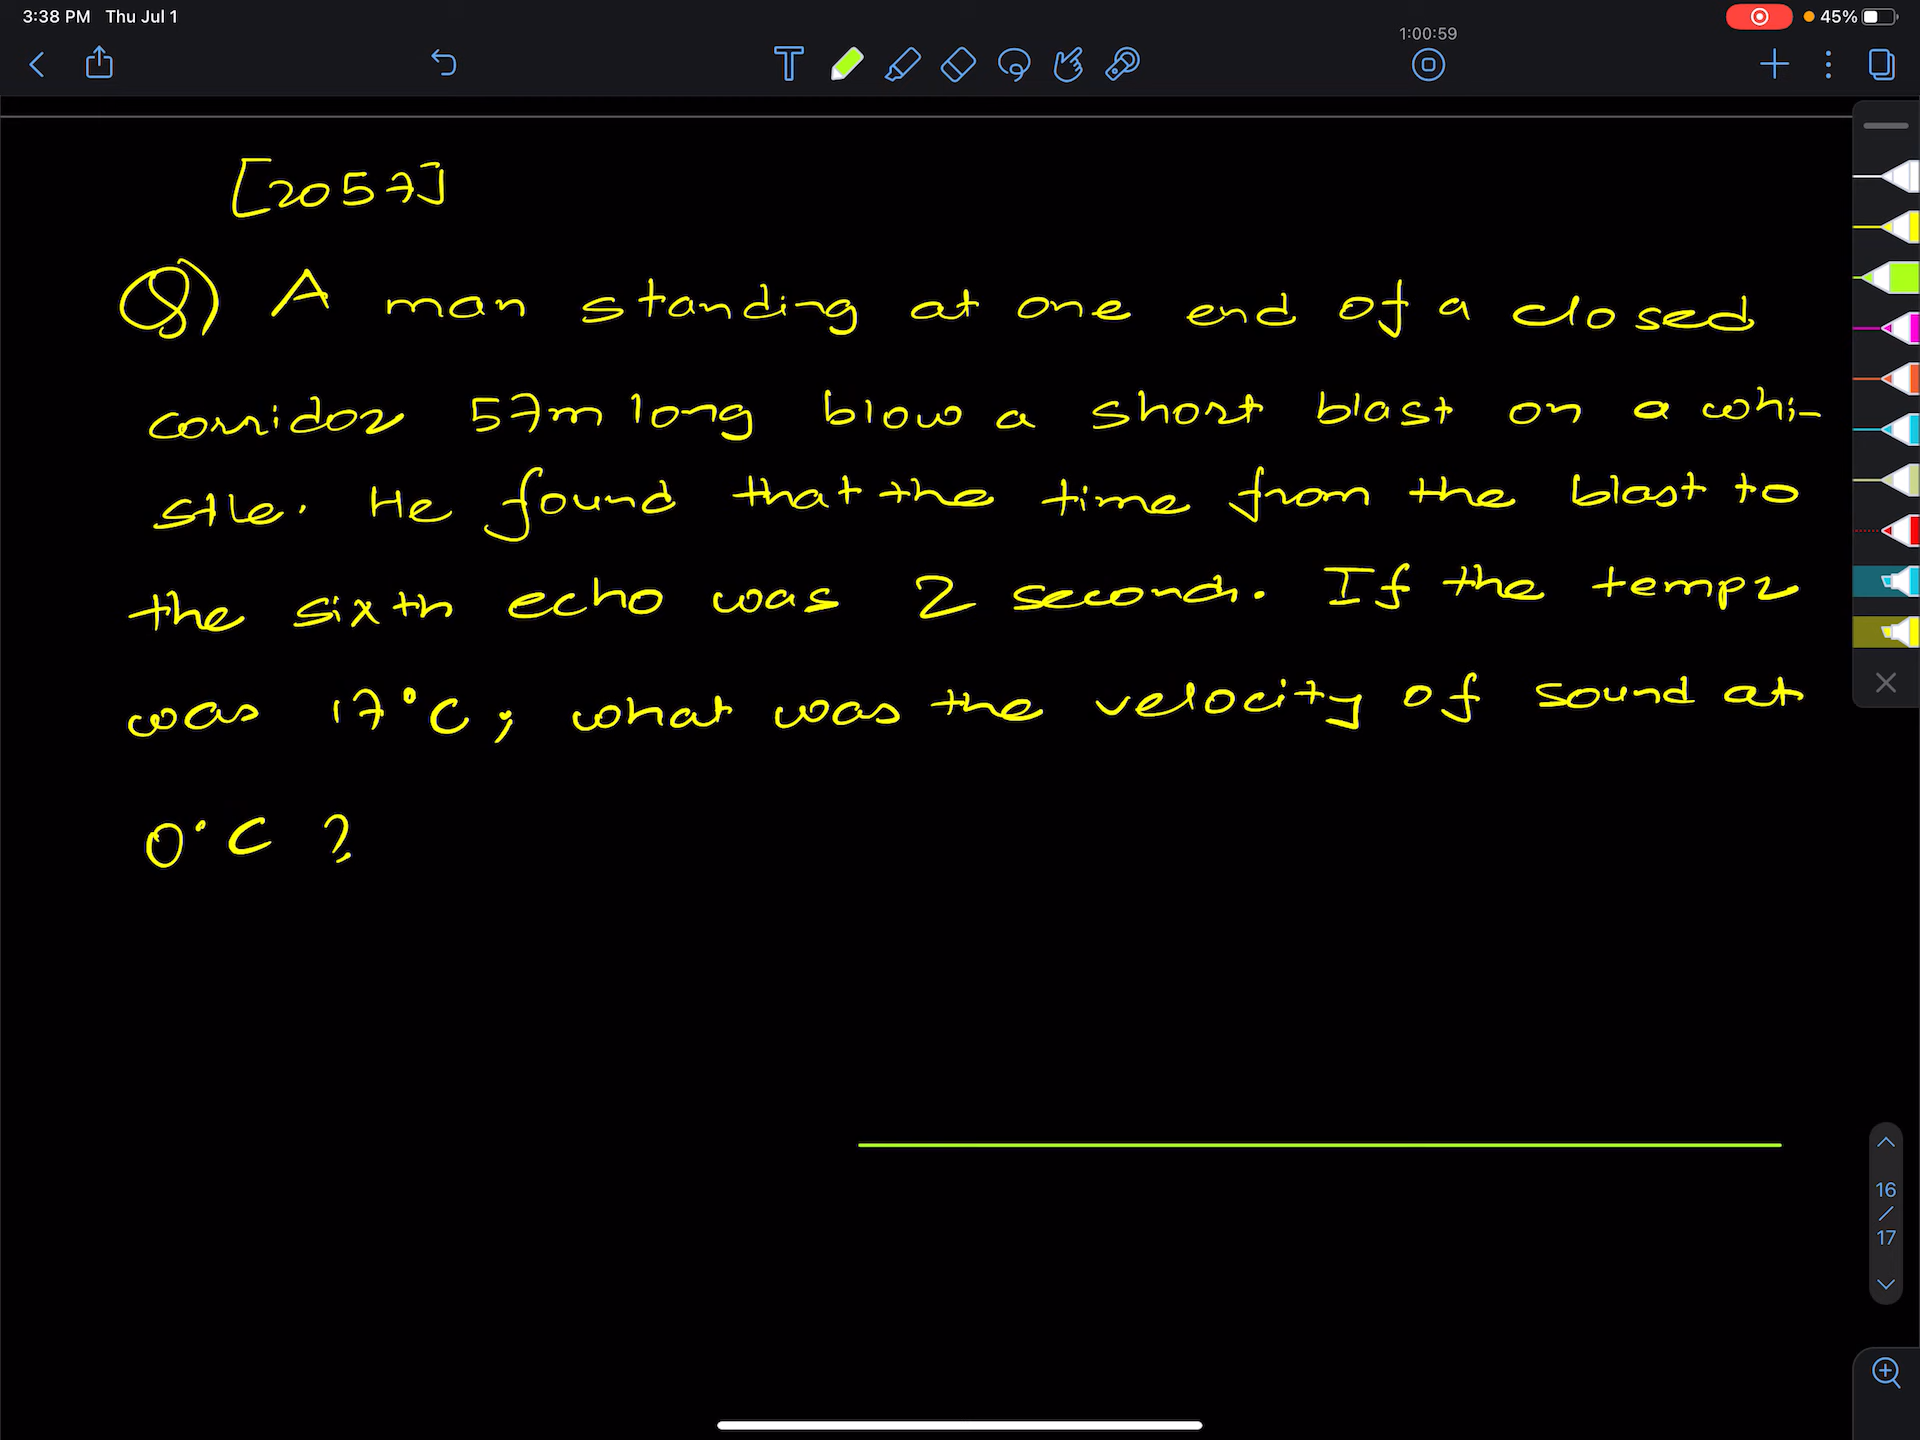 3:38 PM Thu Jul 1
45%
1:00:59
[2057]
Q) A man standing at one end of a closed
corridor 57m long blow a short blast on a whi-
stle. He found that the time from the blast to
the sixth echo was 2 seconds. If the tempr
was 17°C, what was the velocity of sound at
0°C ?
16
/
17